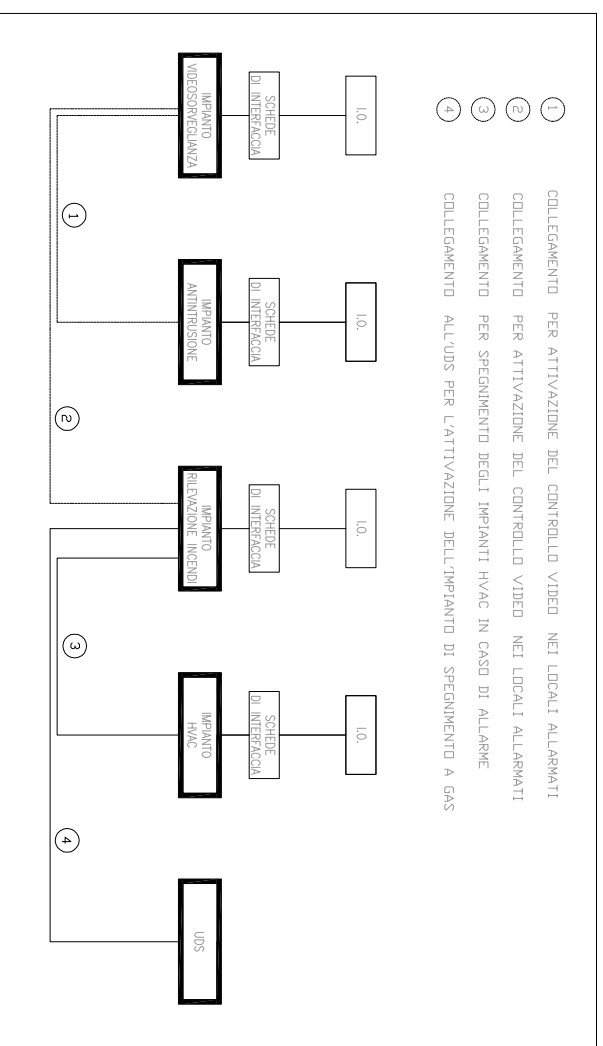 1 COLLEGAMENTO PER ATTIVAZIONE DEL CONTROLLO VIDEO NEI LOCALI ALLARMATI
2 COLLEGAMENTO PER ATTIVAZIONE DEL CONTROLLO VIDEO NEI LOCALI ALLARMATI
3 COLLEGAMENTO PER SPEGNIMENTO DEGLI IMPIANTI HVAC IN CASO DI ALLARME
4 COLLEGAMENTO ALL'UDS PER L'ATTIVAZIONE DELL'IMPIANTO DI SPEGNIMENTO A GAS
I.O.
I.O.
I.O.
I.O.
SCHEDE
DI INTERFACCIA
SCHEDE
DI INTERFACCIA
SCHEDE
DI INTERFACCIA
SCHEDE
DI INTERFACCIA
IMPIANTO
VIDEOSORVEGLIANZA
IMPIANTO
ANTINTRUSIONE
IMPIANTO
RILEVAZIONE INCENDI
IMPIANTO
HVAC
UDS
1
2
3
4